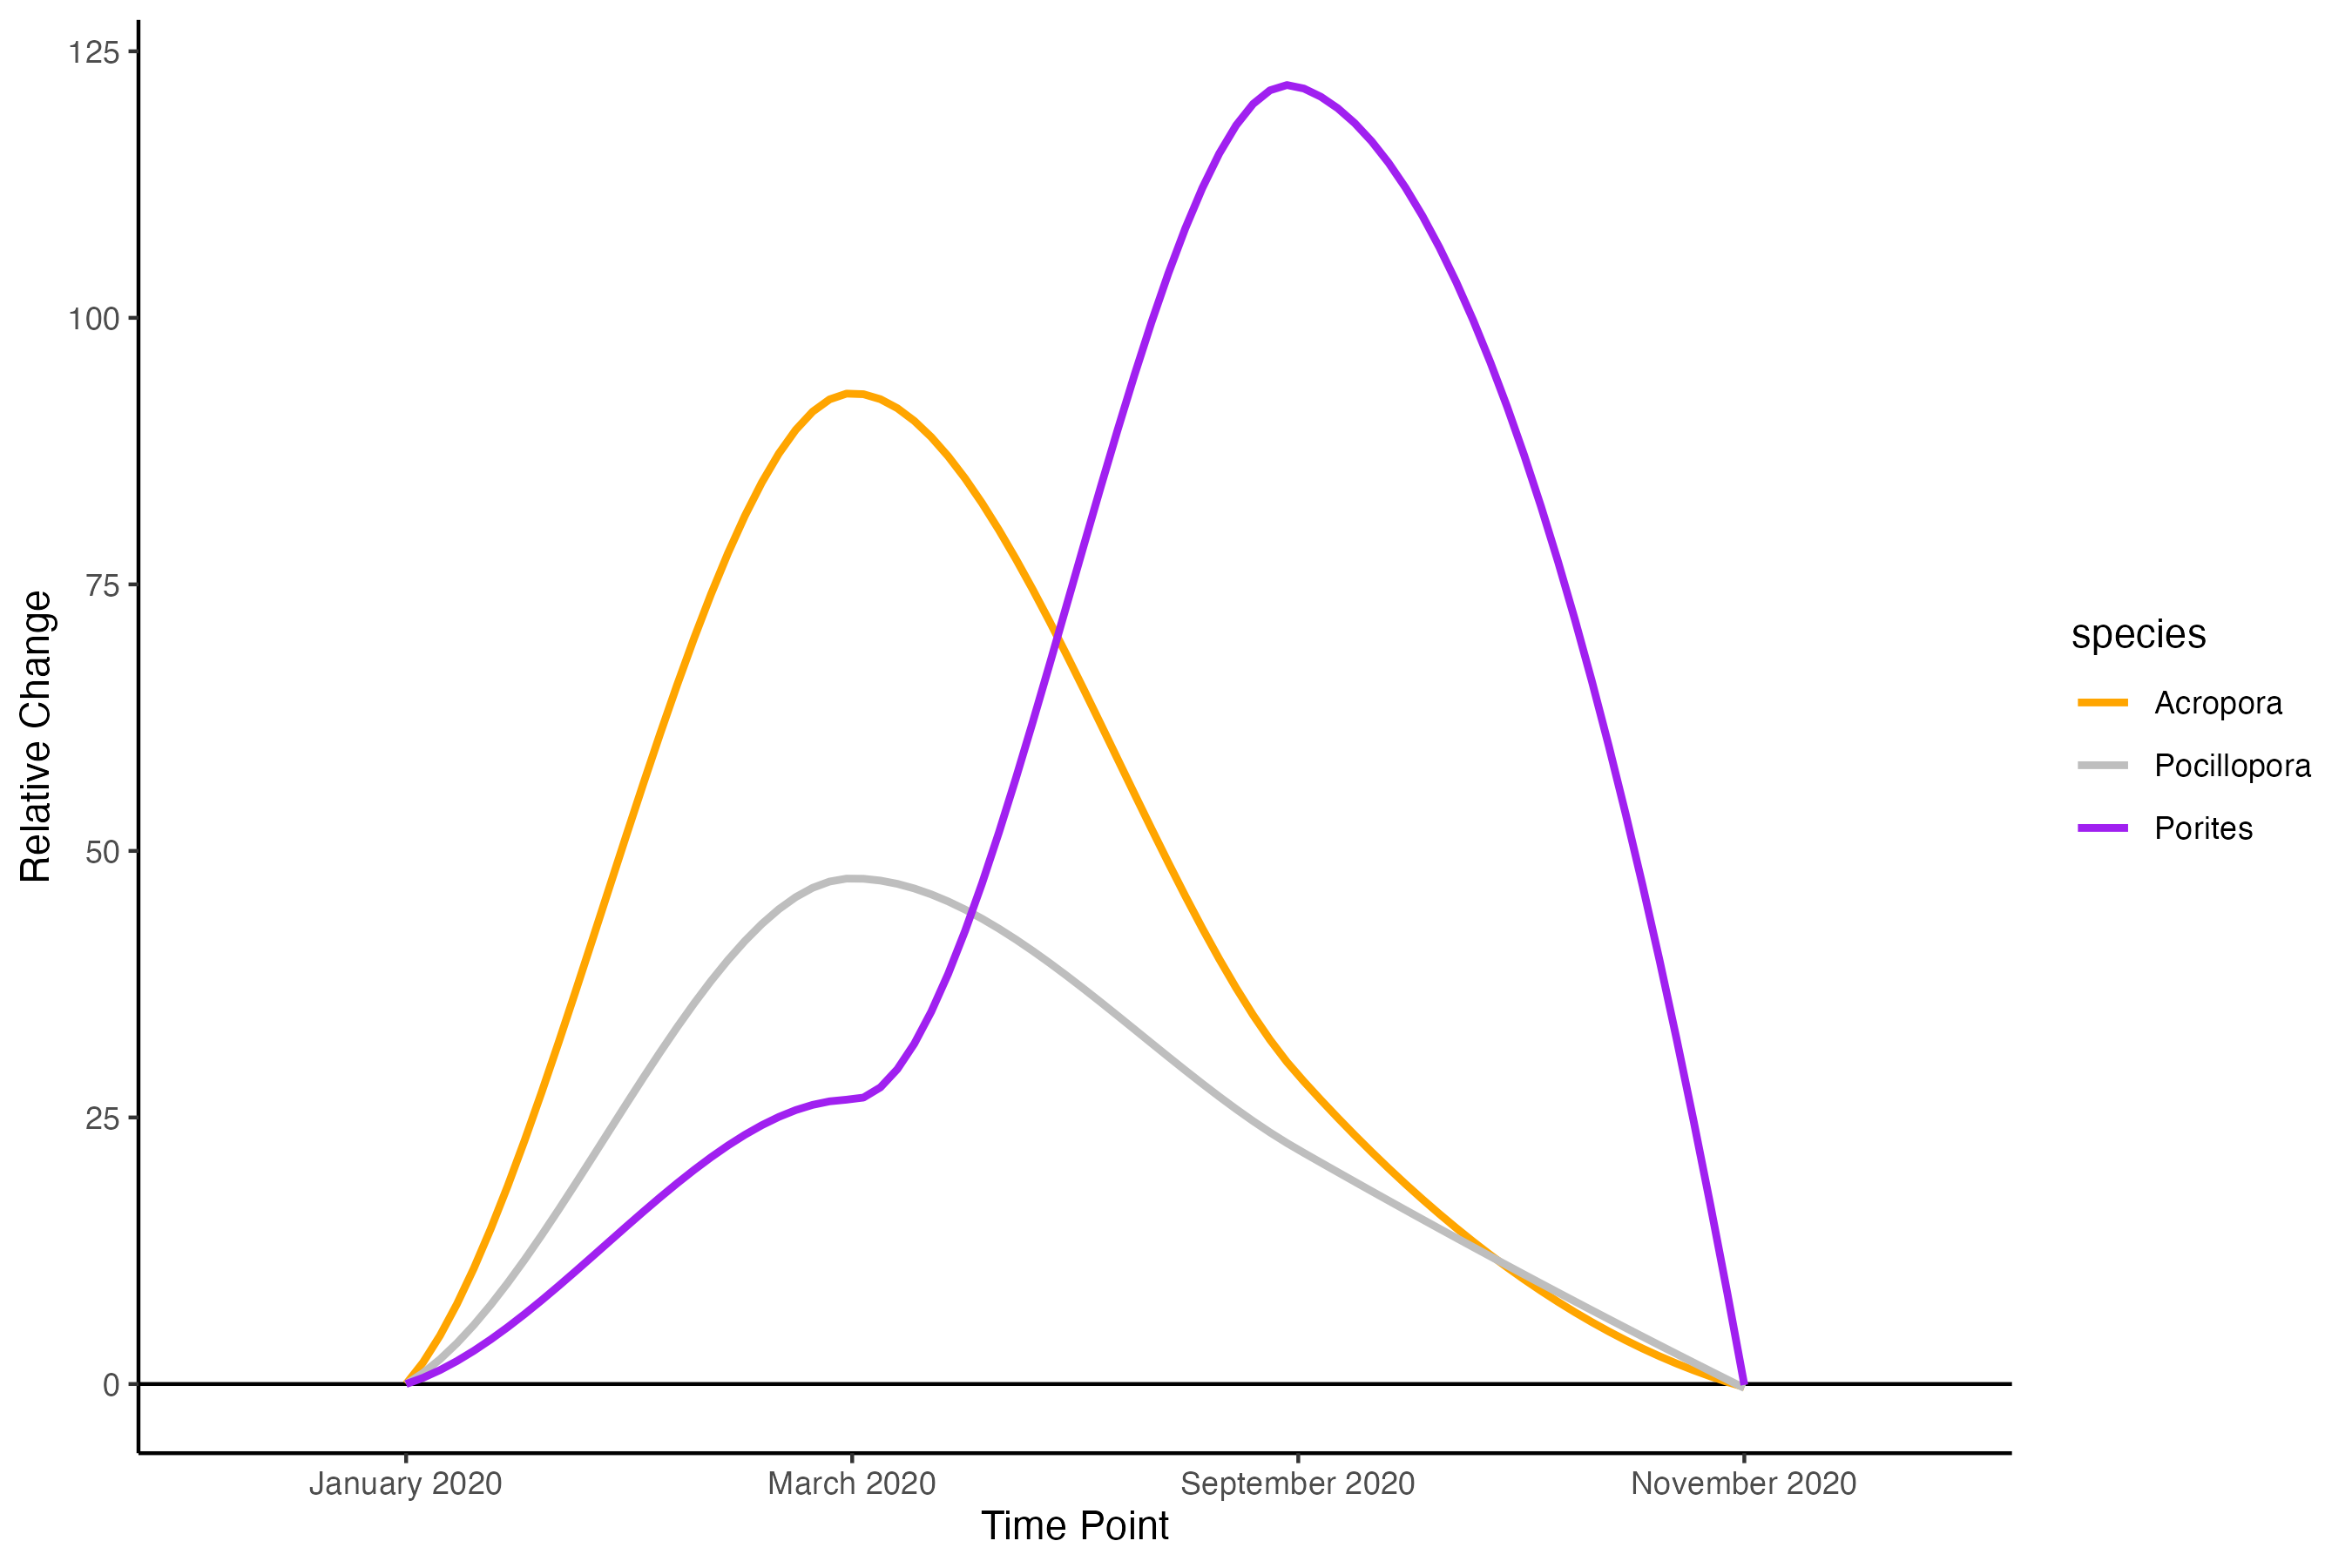 125
100
75
50
25
0
Relative Change
January 2020
March 2020
September 2020
November 2020
Time Point
species
Acropora
Pocillopora
Porites